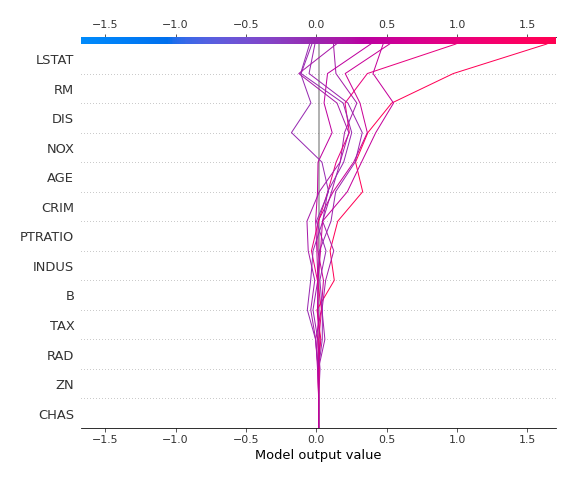 −1.5 −1.0 −0.5 0.0 0.5 1.0 1.5
LSTAT
RM
DIS
NOX
AGE
CRIM
PTRATIO
INDUS
B
TAX
RAD
ZN
CHAS
−1.5 −1.0 −0.5 0.0 0.5 1.0 1.5
Model output value